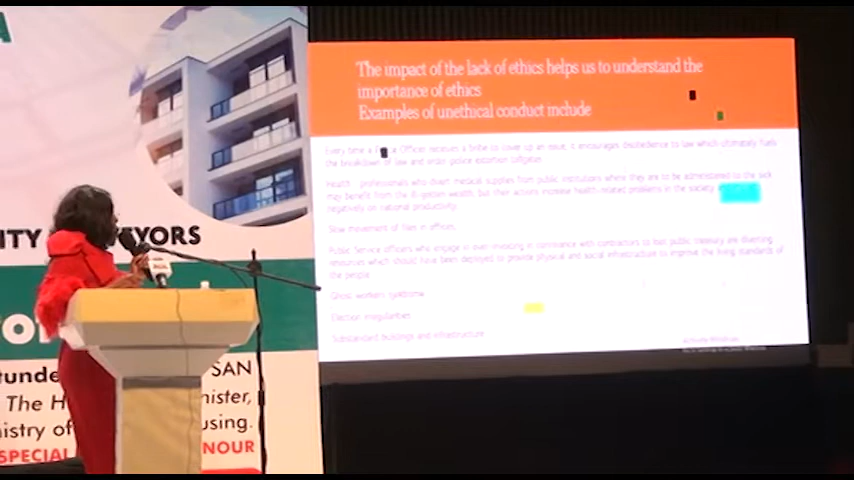 A
ITY
YORS
tunde
SAN
The H
nister,
istry of
using.
SPECIAL
NOUR
The impact of the lack of ethics helps us to understand the
importance of ethics
Examples of unethical conduct include
Every time a Officer receives a bribe to cover up an issue, it encourages disobedience to law which ultimately fuels
the breakdown of law and order-police extortion
Health professionals who divert medical supplies from public institutions where they are to be administered to the sick
may benefit from the ill-gotten wealth, but their actions increase health related problems in the society,
negatively on national productivity.
Slow movement of files in offices.
Public Service officers who engage in over invoicing in connivance with contractors to loot public treasury are diverting
resources which should have been deployed to provide physical and social infrastructure to improve the living standards of
the people.
Ghost workers syndrome
Election irregularities
Substandard buildings and infrastructure
Activate Windows